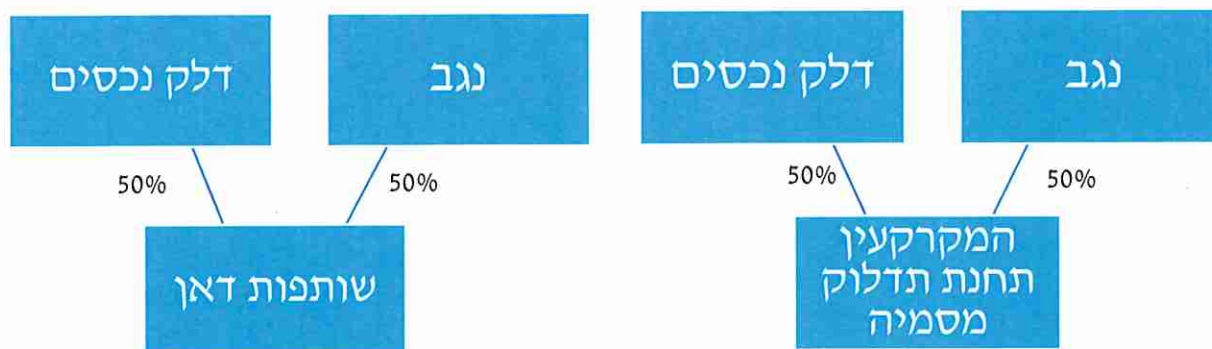 נגב
דלק נכסים
50%
50%
המקרקעין
תחנת תדלוק
מסמיה
נגב
דלק נכסים
50%
50%
שותפות דאן